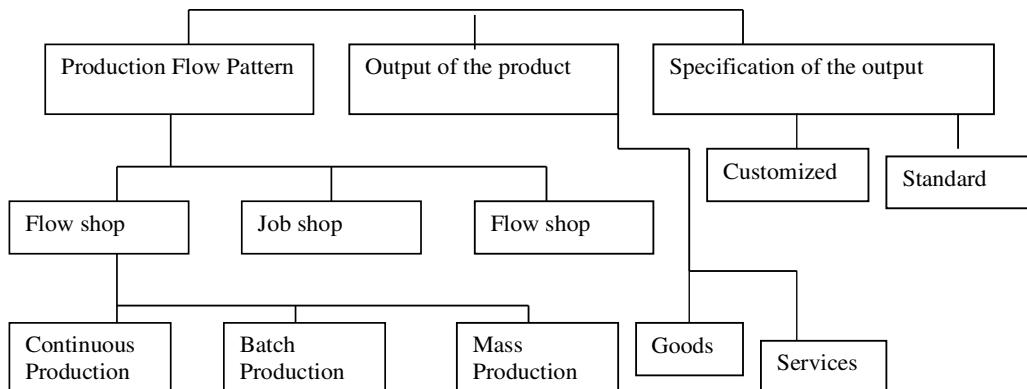 Production Flow Pattern
Output of the product
Specification of the output
Customized
Standard
Flow shop
Job shop
Flow shop
Continuous
Production
Batch
Production
Mass
Production
Goods
Services